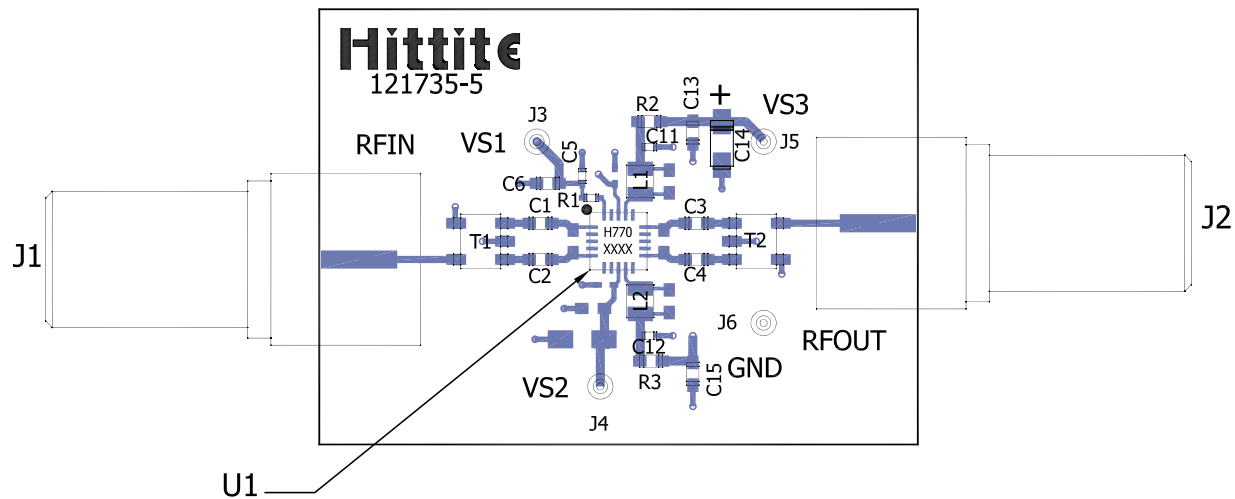 Hittite
121735-5
RFIN
VS1
J3
R2
C13
+
VS3
C11
C14
J5
C5
C6
R1
L1
C1
C3
J1
T1
H770
XXXX
T2
J2
C2
C4
L2
J6
RFOUT
C12
VS2
R3
C15
GND
J4
U1